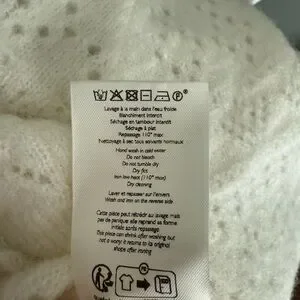 Lavage à la main dans l'eau froide
Blanchiment interdit
Séchage en tambour interdit
Séchage à plat
Repassage 110° max
Nettoyage à sec tous solvants normaux
Hand wash in cold water
Do not bleach
Do not tumble dry
Dry flat
Iron low heat (110° max)
Dry cleaning
Laver et repasser sur l'envers
Wash and iron on the reverse side
Cette pièce peut rétrécir au lavage mais
pas de panique: elle reprend sa forme
initiale après repassage
This piece can shrink after washing but
not a worry: it returns to its original
shape after ironing
FR